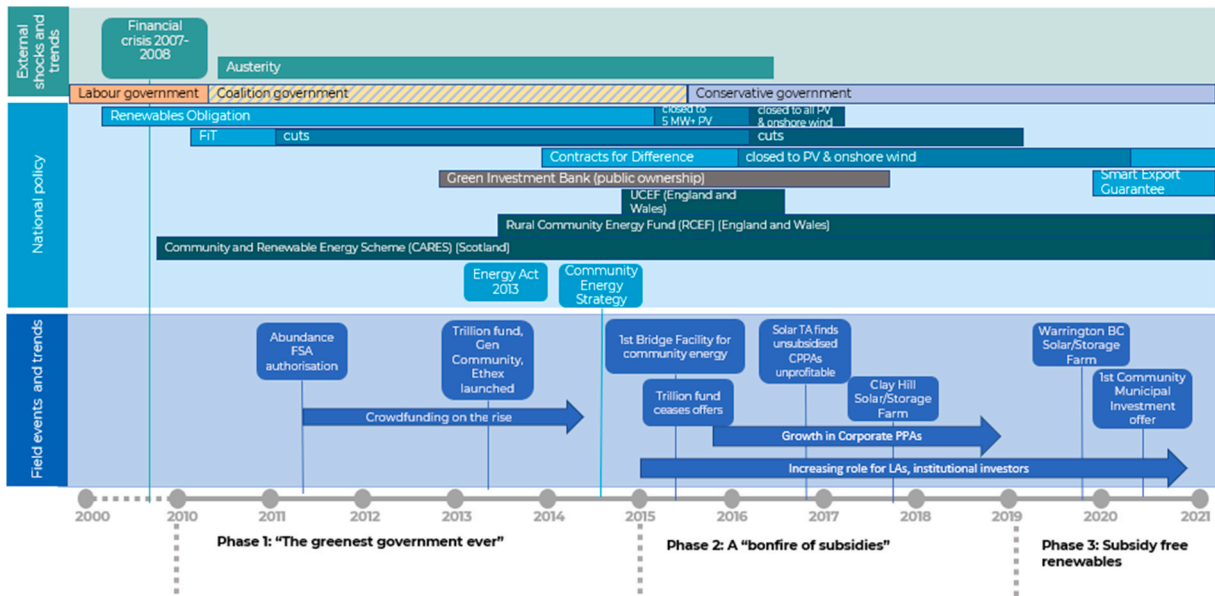 External
shocks and
trends
Financial
crisis 2007-
2008
Austerity
Labour government
Coalition government
Conservative government
National policy
Renewables Obligation
closed to
5 MW+ PV
closed to all PV
& onshore wind
FiT
cuts
cuts
Contracts for Difference
closed to PV & onshore wind
Green Investment Bank (public ownership)
Smart Export
Guarantee
UCEF (England and
Wales)
Rural Community Energy Fund (RCEF) (England and Wales)
Community and Renewable Energy Scheme (CARES) (Scotland)
Energy Act
2013
Community
Energy
Strategy
Field events and trends
Abundance
FSA
authorisation
Trillion fund,
Gen
Community,
Ethex
launched
1st Bridge Facility for
community energy
Solar TA finds
unsubsidised
CPPAs
unprofitable
Warrington BC
Solar/Storage
Farm
Trillion fund
ceases offers
Clay Hill
Solar/Storage
Farm
1st Community
Municipal
Investment
offer
Crowdfunding on the rise
Growth in Corporate PPAs
Increasing role for LAs, institutional investors
2000
2010
2011
2012
2013
2014
2015
2016
2017
2018
2019
2020
2021
Phase 1: “The greenest government ever”
Phase 2: A “bonfire of subsidies”
Phase 3: Subsidy free
renewables